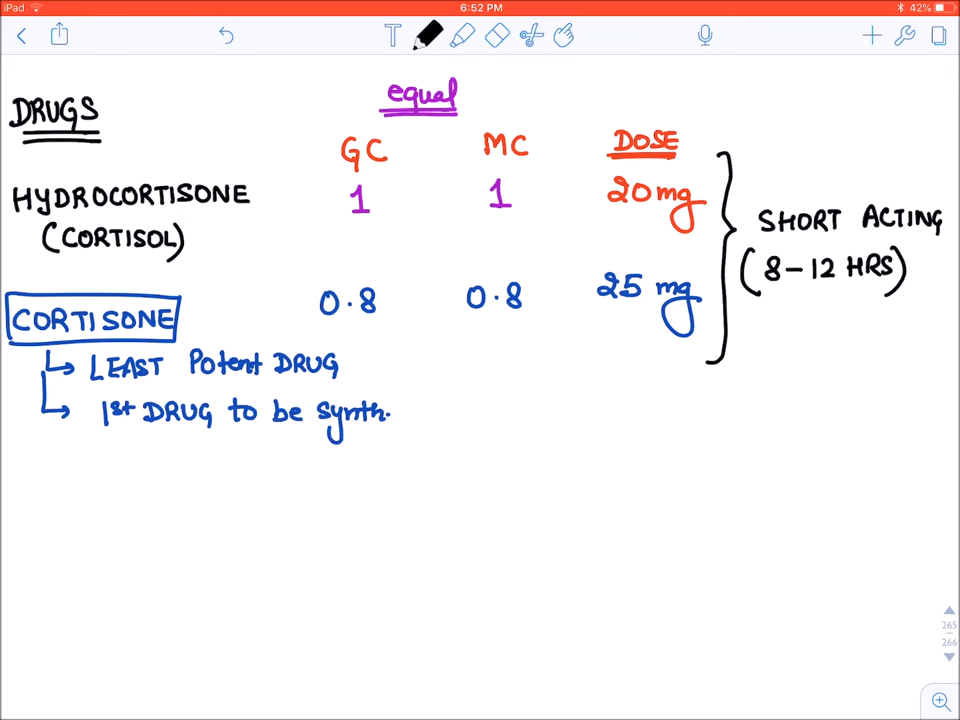 iPad 6:52 PM 42%
T
equal
DRUGS
GC MC DOSE
HYDROCORTISONE 1 1 20mg
(CORTISOL)
SHORT ACTING
(8-12 HRS)
CORTISONE 0.8 0.8 25 mg
LEAST Potent DRUG
1st DRUG to be synth.
265
266